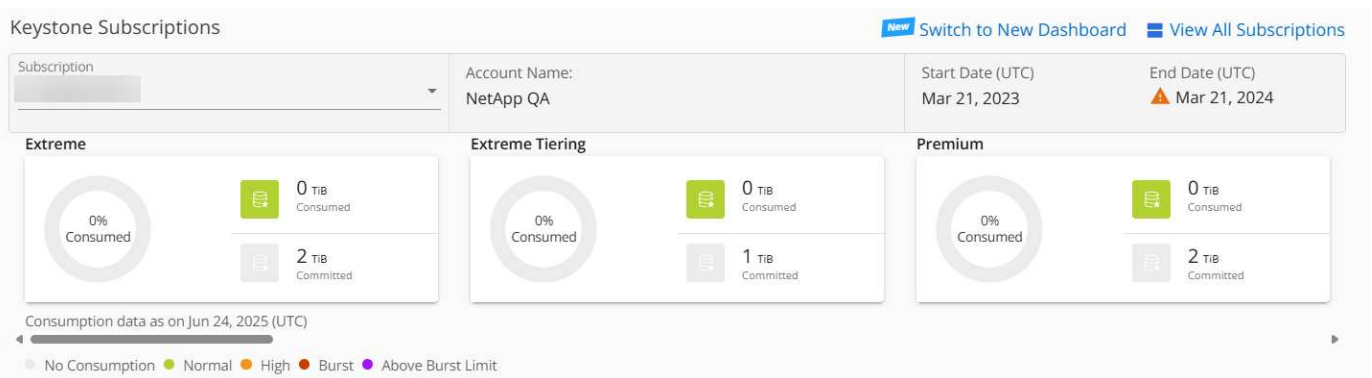 Keystone Subscriptions
New Switch to New Dashboard View All Subscriptions
Subscription
Account Name:
NetApp QA
Start Date (UTC)
Mar 21, 2023
End Date (UTC)
Mar 21, 2024
Extreme
0%
Consumed
0 TiB
Consumed
2 TiB
Committed
Extreme Tiering
0%
Consumed
0 TiB
Consumed
1 TiB
Committed
Premium
0%
Consumed
0 TiB
Consumed
2 TiB
Committed
Consumption data as on Jun 24, 2025 (UTC)
No Consumption Normal High Burst Above Burst Limit